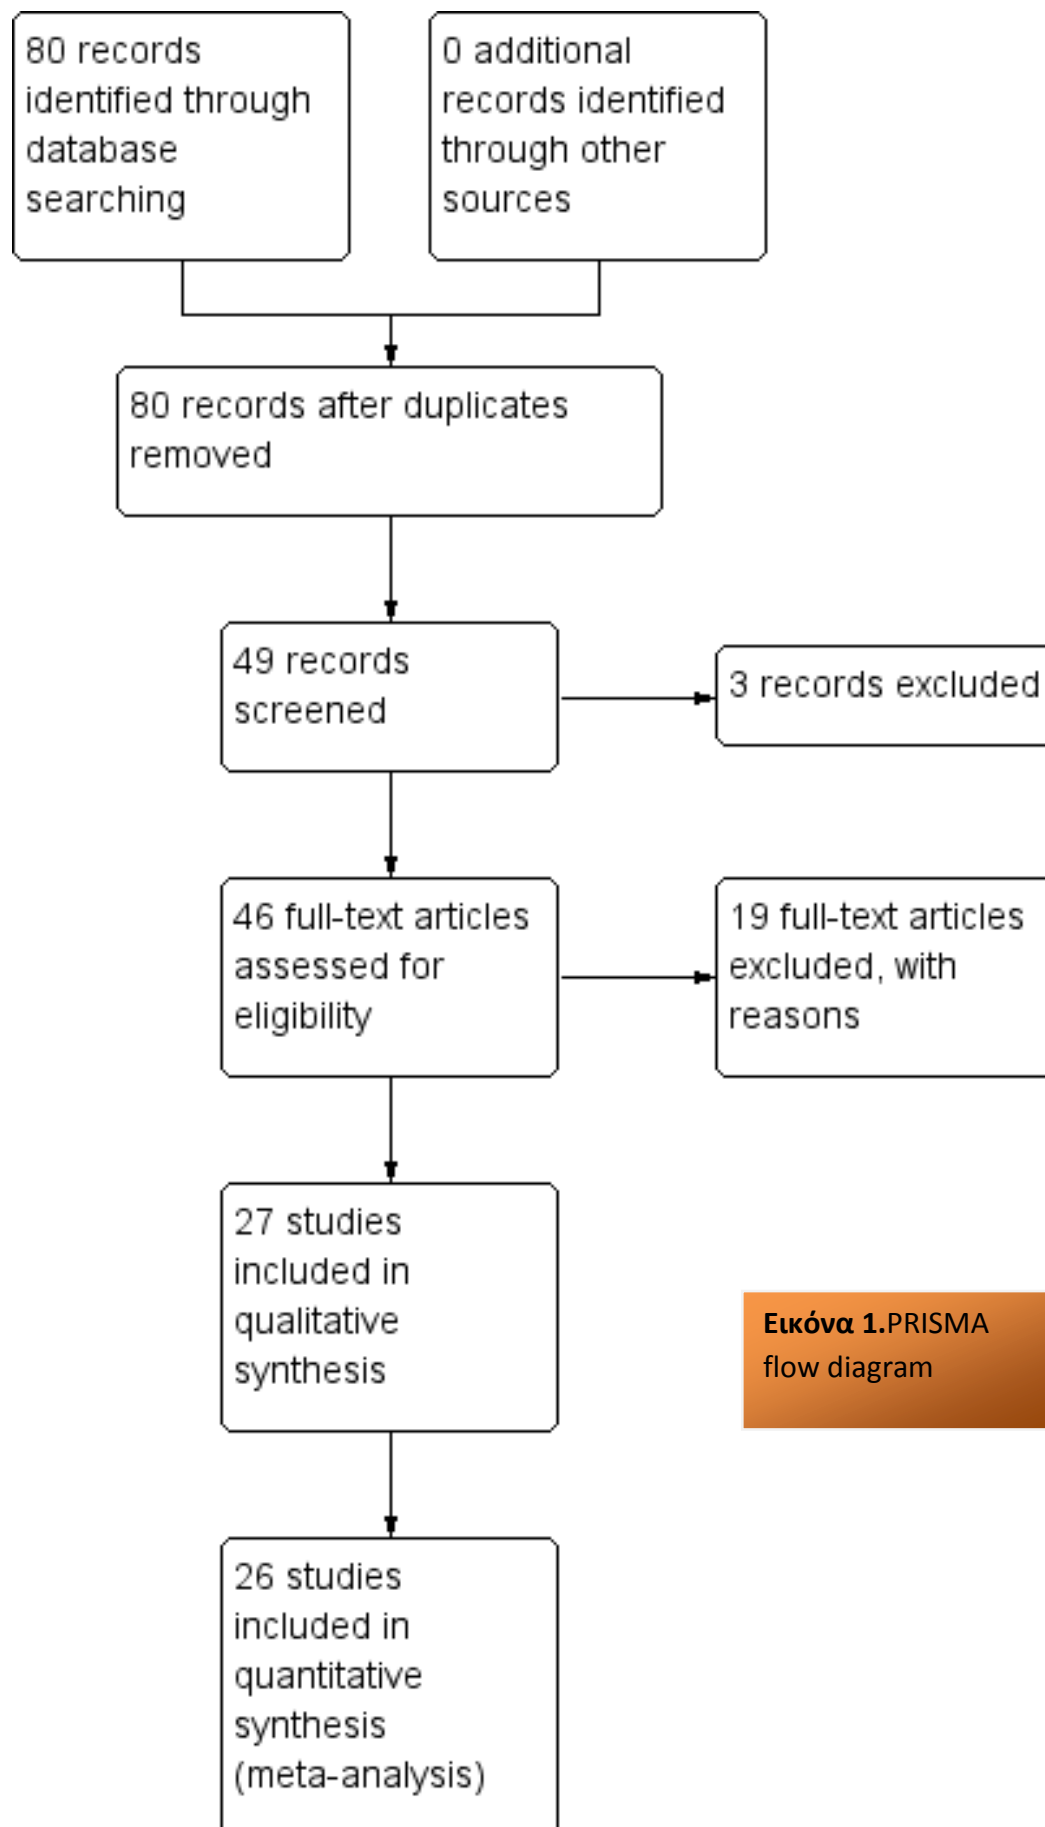 80 records
identified through
database
searching
0 additional
records identified
through other
sources
80 records after duplicates
removed
49 records
screened
3 records excluded
46 full-text articles
assessed for
eligibility
19 full-text articles
excluded, with
reasons
27 studies
included in
qualitative
synthesis
Εικόνα 1.PRISMA
flow diagram
26 studies
included in
quantitative
synthesis
(meta-analysis)